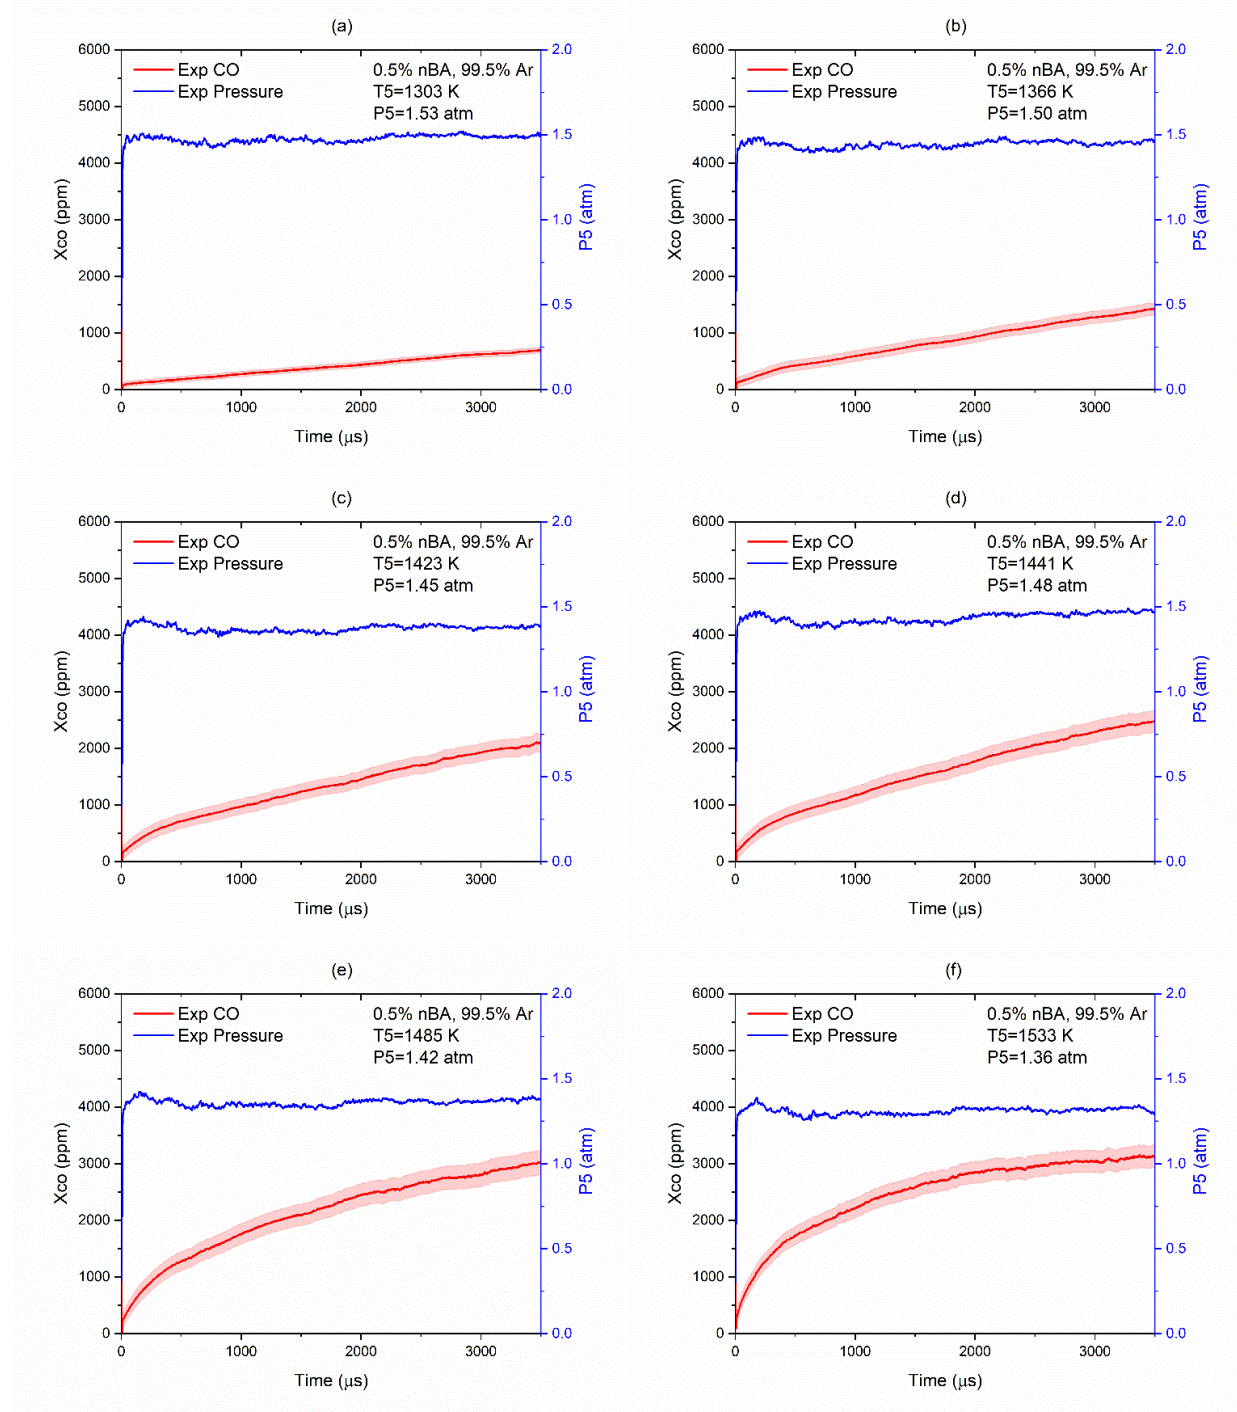 (a)
6000
5000
4000
3000
2000
1000
0
Xco (ppm)
Exp CO
Exp Pressure
0.5% nBA, 99.5% Ar
T5=1303 K
P5=1.53 atm
2.0
1.5
1.0
0.5
0.0
P5 (atm)
0 1000 2000 3000
Time (μs)
(b)
6000
5000
4000
3000
2000
1000
0
Xco (ppm)
Exp CO
Exp Pressure
0.5% nBA, 99.5% Ar
T5=1366 K
P5=1.50 atm
2.0
1.5
1.0
0.5
0.0
P5 (atm)
0 1000 2000 3000
Time (μs)
(c)
6000
5000
4000
3000
2000
1000
0
Xco (ppm)
Exp CO
Exp Pressure
0.5% nBA, 99.5% Ar
T5=1423 K
P5=1.45 atm
2.0
1.5
1.0
0.5
0.0
P5 (atm)
0 1000 2000 3000
Time (μs)
(d)
6000
5000
4000
3000
2000
1000
0
Xco (ppm)
Exp CO
Exp Pressure
0.5% nBA, 99.5% Ar
T5=1441 K
P5=1.48 atm
2.0
1.5
1.0
0.5
0.0
P5 (atm)
0 1000 2000 3000
Time (μs)
(e)
6000
5000
4000
3000
2000
1000
0
Xco (ppm)
Exp CO
Exp Pressure
0.5% nBA, 99.5% Ar
T5=1485 K
P5=1.42 atm
2.0
1.5
1.0
0.5
0.0
P5 (atm)
0 1000 2000 3000
Time (μs)
(f)
6000
5000
4000
3000
2000
1000
0
Xco (ppm)
Exp CO
Exp Pressure
0.5% nBA, 99.5% Ar
T5=1533 K
P5=1.36 atm
2.0
1.5
1.0
0.5
0.0
P5 (atm)
0 1000 2000 3000
Time (μs)